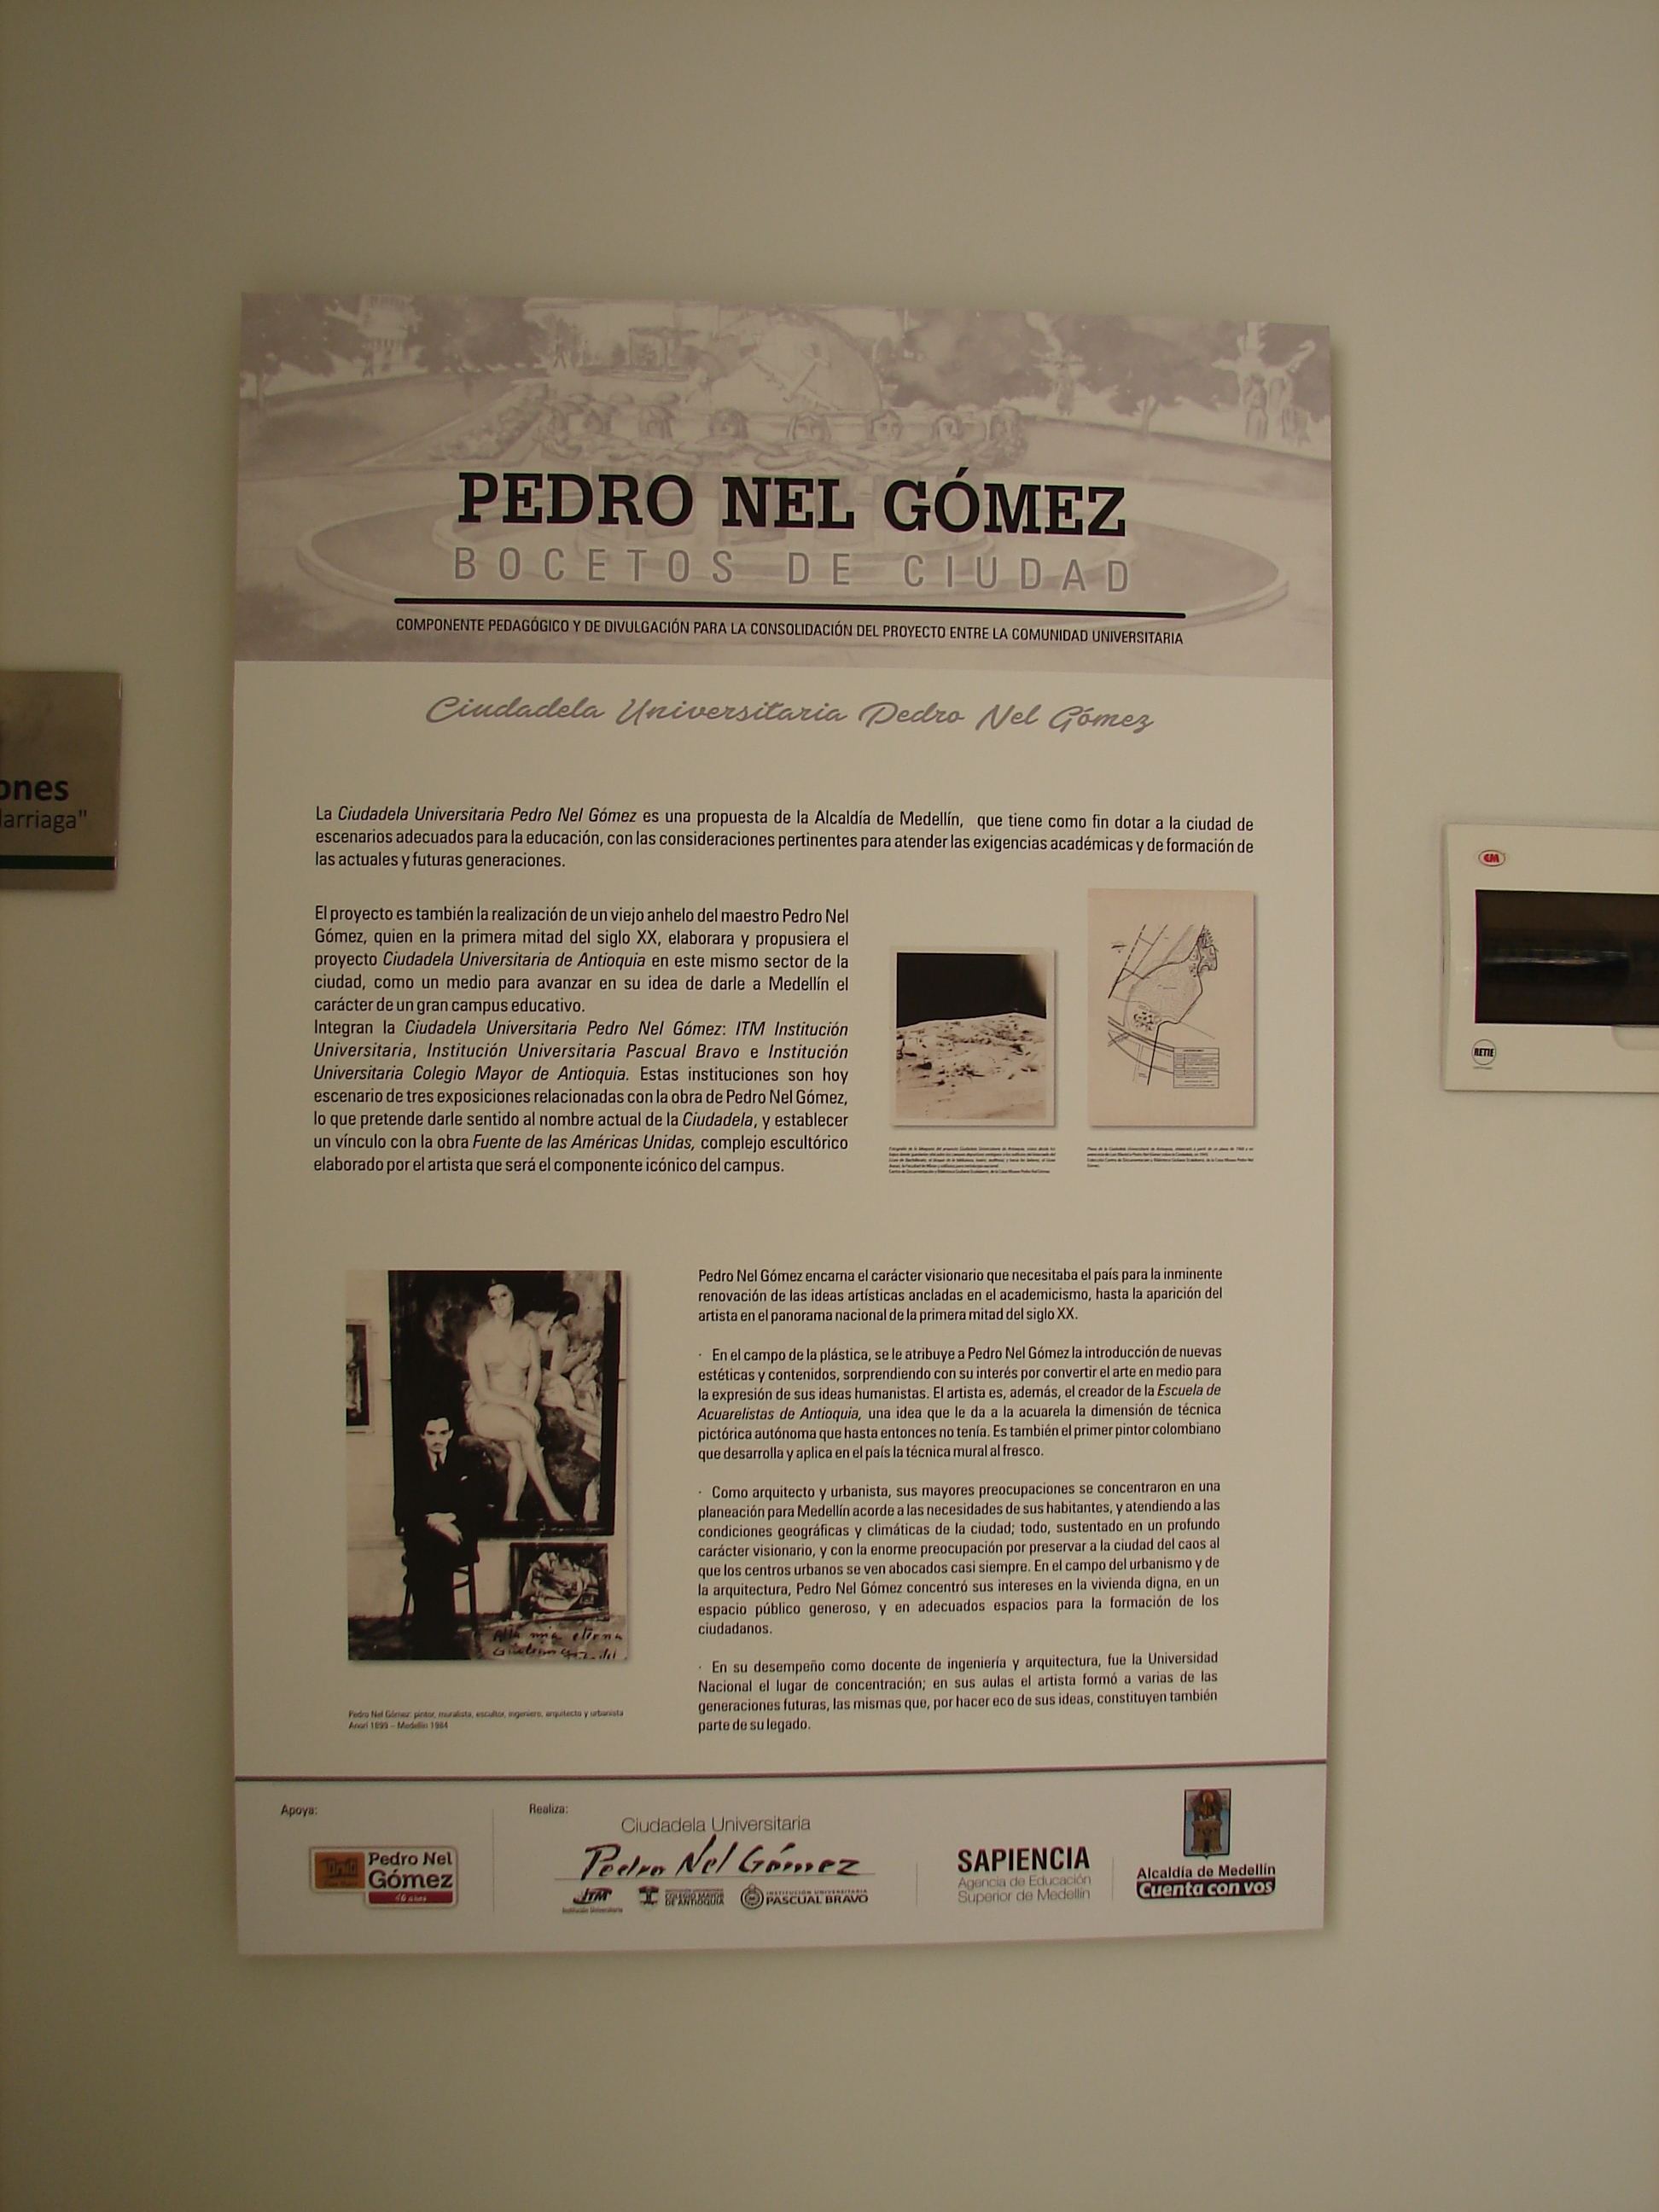 PEDRO NEL GÓMEZ
BOCETOS DE CIUDAD
COMPONENTE PEDAGÓGICO Y DE DIVULGACIÓN PARA LA CONSOLIDACIÓN DEL PROYECTO ENTRE LA COMUNIDAD UNIVERSITARIA
Ciudadela Universitaria Pedro Nel Gómez
La Ciudadela Universitaria Pedro Nel Gómez es una propuesta de la Alcaldía de Medellín, que tiene como fin dotar a la ciudad de
escenarios adecuados para la educación, con las consideraciones pertinentes para atender las exigencias académicas y de formación de
las actuales y futuras generaciones.
El proyecto es también la realización de un viejo anhelo del maestro Pedro Nel
Gómez, quien en la primera mitad del siglo XX, elaborara y propusiera el
proyecto Ciudadela Universitaria de Antioquia en este mismo sector de la
ciudad, como un medio para avanzar en su idea de darle a Medellín el
carácter de un gran campus educativo.
Integran la Ciudadela Universitaria Pedro Nel Gómez: ITM Institución
Universitaria, Institución Universitaria Pascual Bravo e Institución
Universitaria Colegio Mayor de Antioquia. Estas instituciones son hoy
escenario de tres exposiciones relacionadas con la obra de Pedro Nel Gómez,
lo que pretende darle sentido al nombre actual de la Ciudadela, y establecer
un vínculo con la obra Fuente de las Américas Unidas, complejo escultórico
elaborado por el artista que será el componente icónico del campus.
Pedro Nel Gómez encarna el carácter visionario que necesitaba el país para la inminente
renovación de las ideas artísticas ancladas en el academicismo, hasta la aparición del
artista en el panorama nacional de la primera mitad del siglo XX.
· En el campo de la plástica, se le atribuye a Pedro Nel Gómez la introducción de nuevas
estéticas y contenidos, sorprendiendo con su interés por convertir el arte en medio para
la expresión de sus ideas humanistas. El artista es, además, el creador de la Escuela de
Acuarelistas de Antioquia, una idea que le da a la acuarela la dimensión de técnica
pictórica autónoma que hasta entonces no tenía. Es también el primer pintor colombiano
que desarrolla y aplica en el país la técnica mural al fresco.
· Como arquitecto y urbanista, sus mayores preocupaciones se concentraron en una
planeación para Medellín acorde a las necesidades de sus habitantes, y atendiendo a las
condiciones geográficas y climáticas de la ciudad; todo, sustentado en un profundo
carácter visionario, y con la enorme preocupación por preservar a la ciudad del caos al
que los centros urbanos se ven abocados casi siempre. En el campo del urbanismo y de
la arquitectura, Pedro Nel Gómez concentró sus intereses en la vivienda digna, en un
espacio público generoso, y en adecuados espacios para la formación de los
ciudadanos.
· En su desempeño como docente de ingeniería y arquitectura, fue la Universidad
Nacional el lugar de concentración; en sus aulas el artista formó a varias de las
generaciones futuras, las mismas que, por hacer eco de sus ideas, constituyen también
parte de su legado.
Pedro Nel Gómez: pintor, muralista, escultor, ingeniero, arquitecto y urbanista
Anorí 1899 – Medellín 1984
Apoya:
Pedro Nel
Gómez
40 años
Realiza:
Ciudadela Universitaria
Pedro Nel Gómez
ITM
Institución Universitaria
COLEGIO MAYOR
DE ANTIOQUIA
INSTITUCIÓN UNIVERSITARIA
PASCUAL BRAVO
SAPIENCIA
Agencia de Educación
Superior de Medellín
Alcaldía de Medellín
Cuenta con vos
ones
larriaga"
RETIE